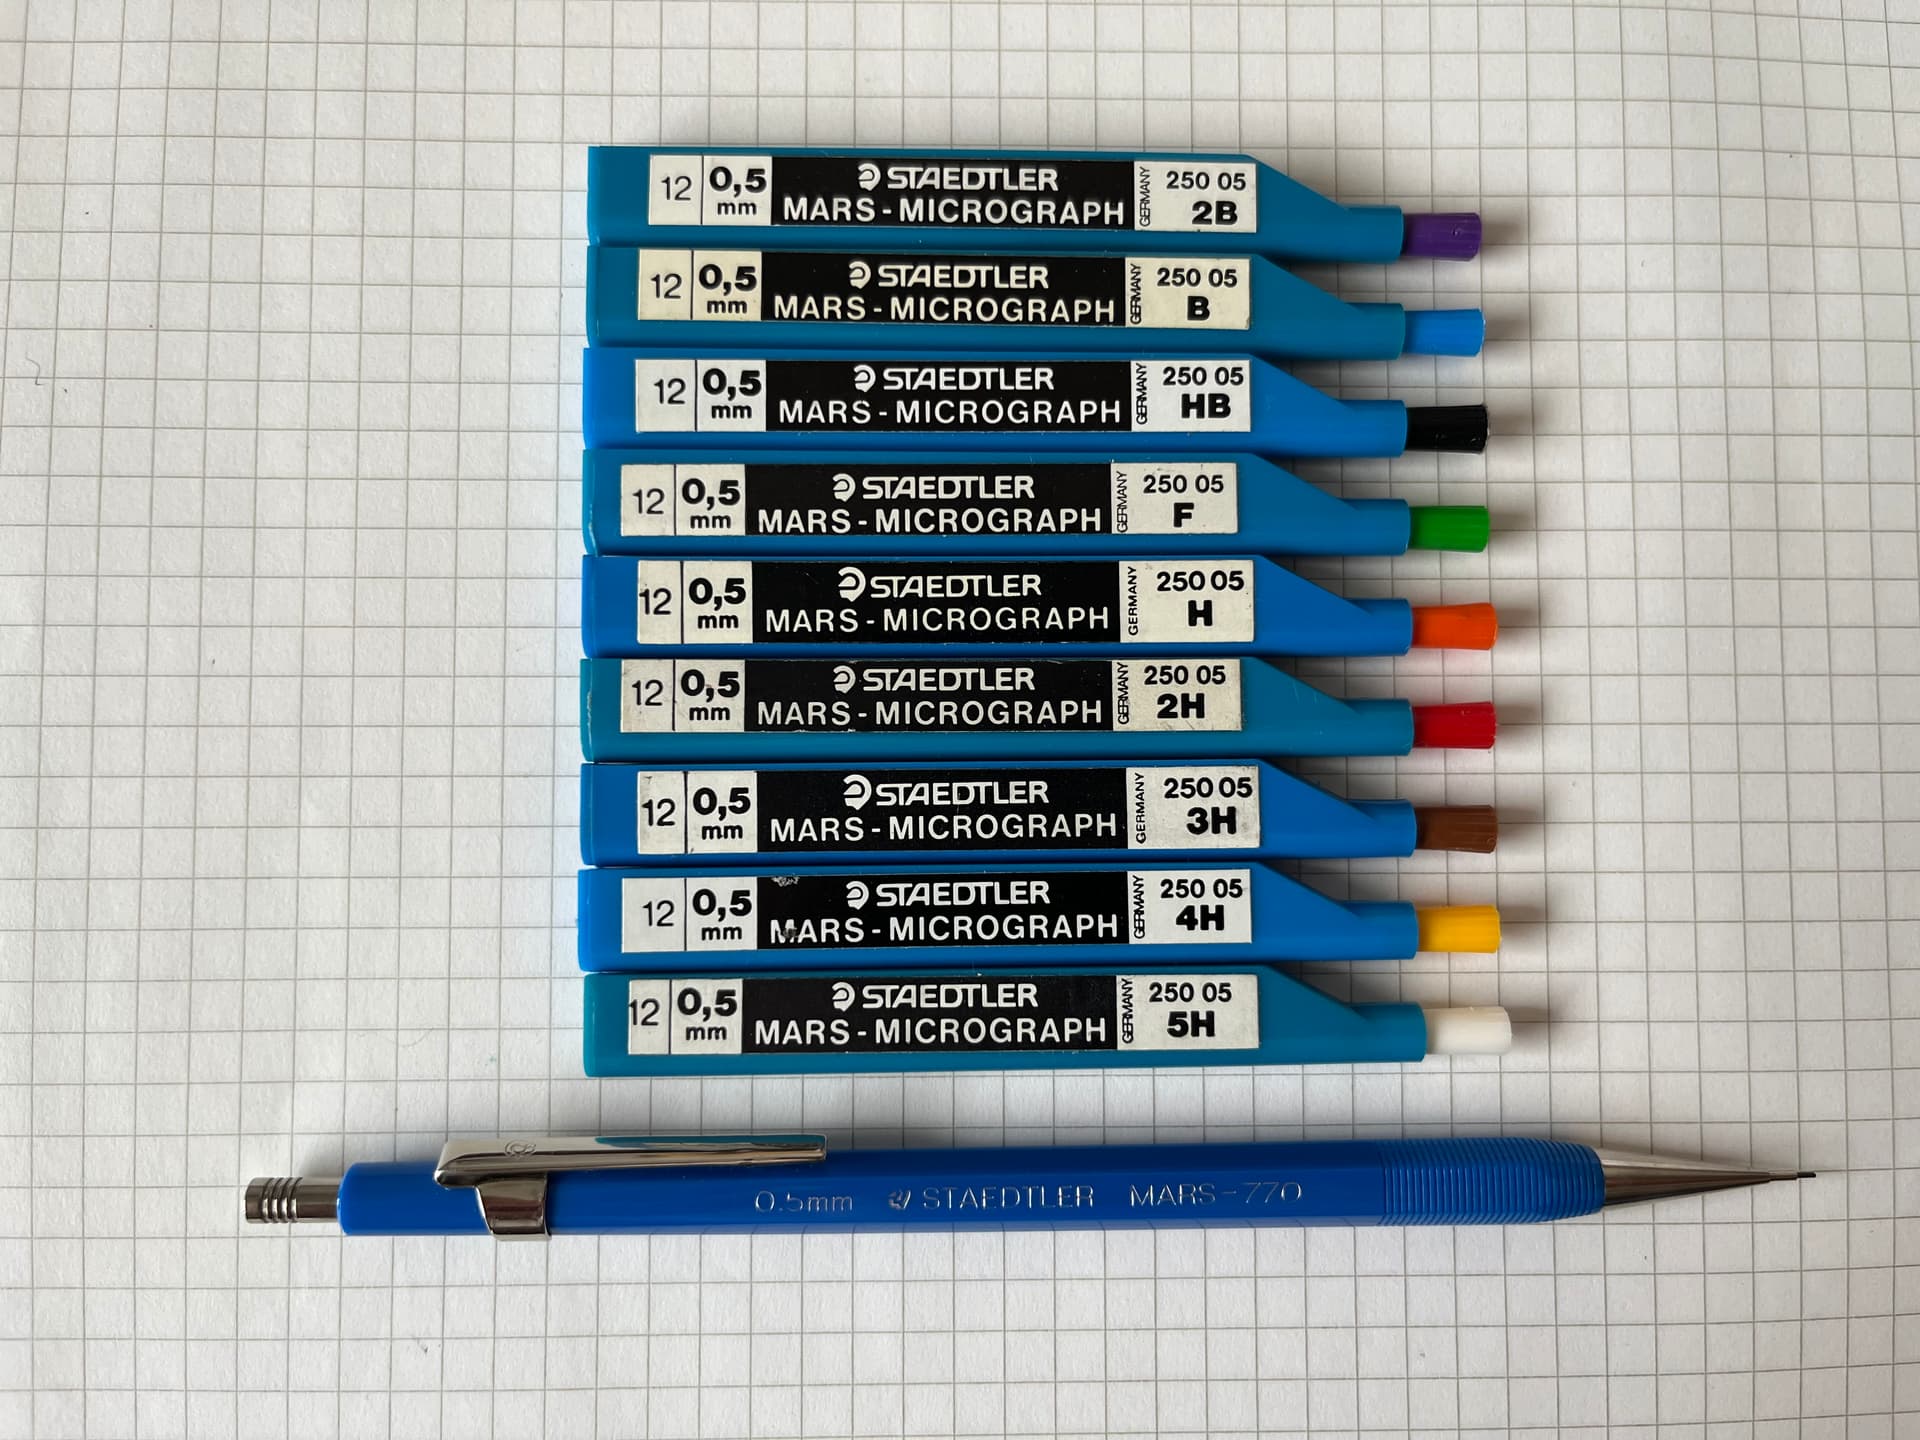 12 0,5 mm STAEDTLER MARS-MICROGRAPH GERMANY 250 05 2B
12 0,5 mm STAEDTLER MARS-MICROGRAPH GERMANY 250 05 B
12 0,5 mm STAEDTLER MARS-MICROGRAPH GERMANY 250 05 HB
12 0,5 mm STAEDTLER MARS-MICROGRAPH GERMANY 250 05 F
12 0,5 mm STAEDTLER MARS-MICROGRAPH GERMANY 250 05 H
12 0,5 mm STAEDTLER MARS-MICROGRAPH GERMANY 250 05 2H
12 0,5 mm STAEDTLER MARS-MICROGRAPH GERMANY 250 05 3H
12 0,5 mm STAEDTLER MARS-MICROGRAPH GERMANY 250 05 4H
12 0,5 mm STAEDTLER MARS-MICROGRAPH GERMANY 250 05 5H
0.5mm STAEDTLER MARS-770